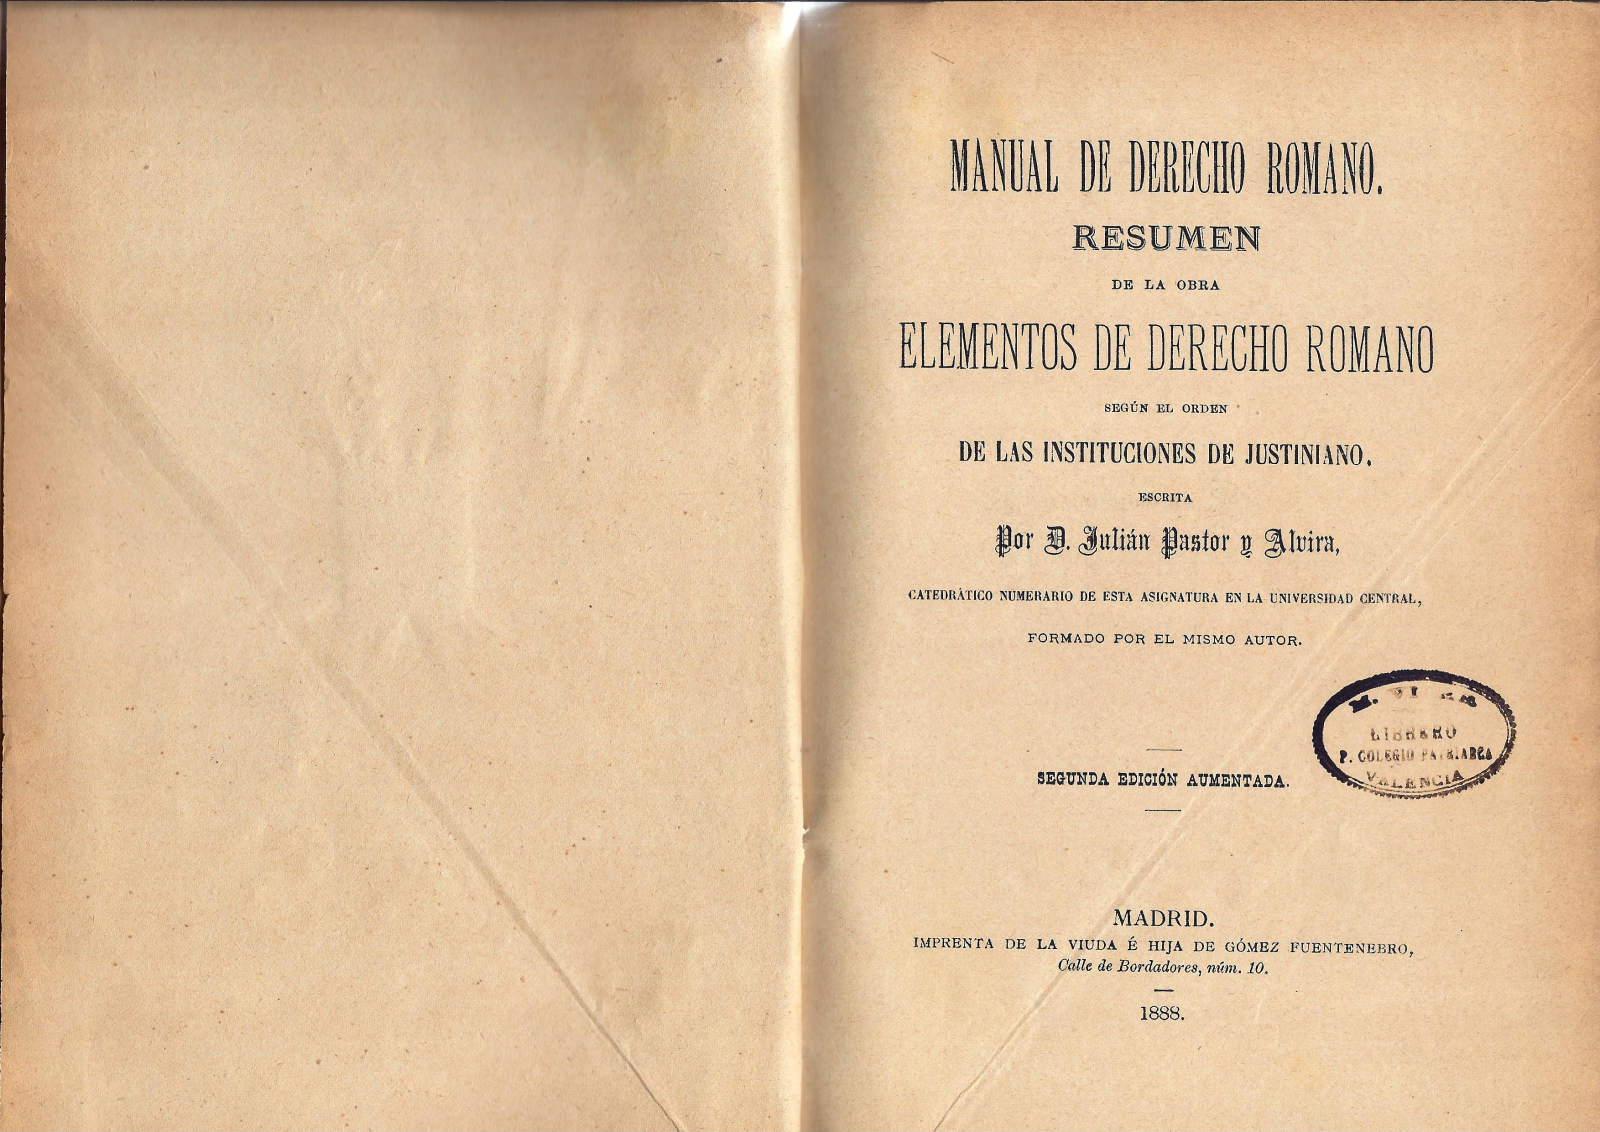 MANUAL DE DERECHO ROMANO.
RESUMEN
DE LA OBRA
ELEMENTOS DE DERECHO ROMANO
SEGÚN EL ORDEN
DE LAS INSTITUCIONES DE JUSTINIANO.
ESCRITA
Por D. Julián Pastor y Alvira,
CATEDRÁTICO NUMERARIO DE ESTA ASIGNATURA EN LA UNIVERSIDAD CENTRAL,
FORMADO POR EL MISMO AUTOR.
M.
LIBRERO
P. COLEGIO PATRIARCA
VALENCIA
SEGUNDA EDICIÓN AUMENTADA.
MADRID.
IMPRENTA DE LA VIUDA É HIJA DE GÓMEZ FUENTENEBRO,
Calle de Bordadores, núm. 10.
1888.